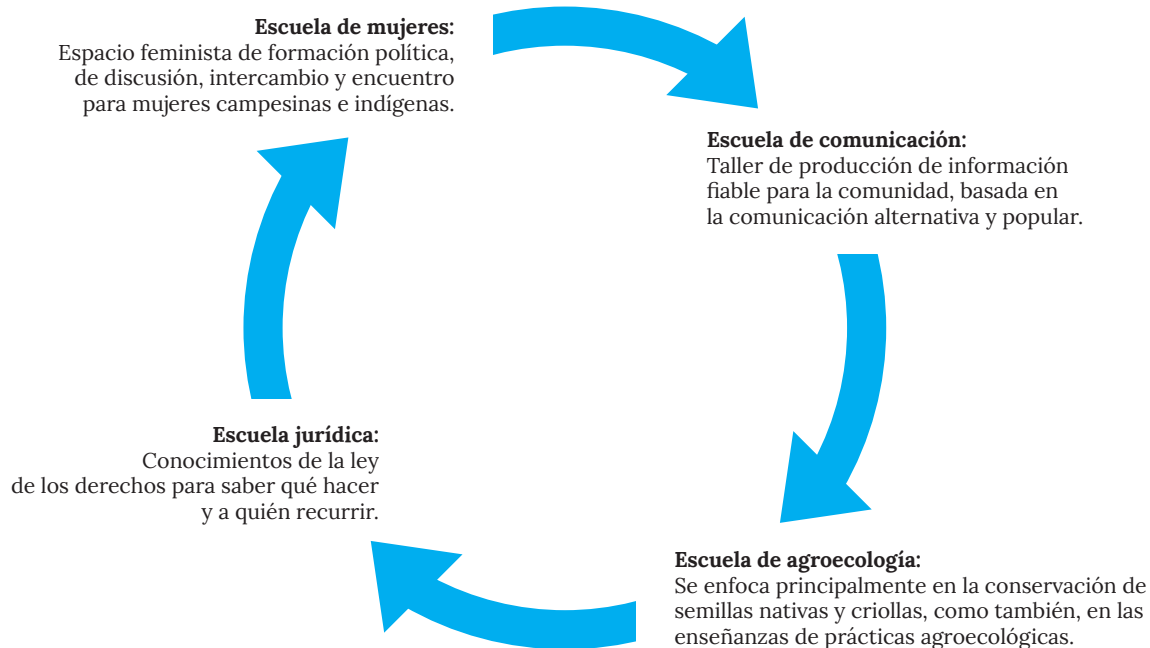 Escuela de mujeres:
Espacio feminista de formación política,
de discusión, intercambio y encuentro
para mujeres campesinas e indígenas.
Escuela de comunicación:
Taller de producción de información
fiable para la comunidad, basada en
la comunicación alternativa y popular.
Escuela jurídica:
Conocimientos de la ley
de los derechos para saber qué hacer
y a quién recurrir.
Escuela de agroecología:
Se enfoca principalmente en la conservación de
semillas nativas y criollas, como también, en las
enseñanzas de prácticas agroecológicas.